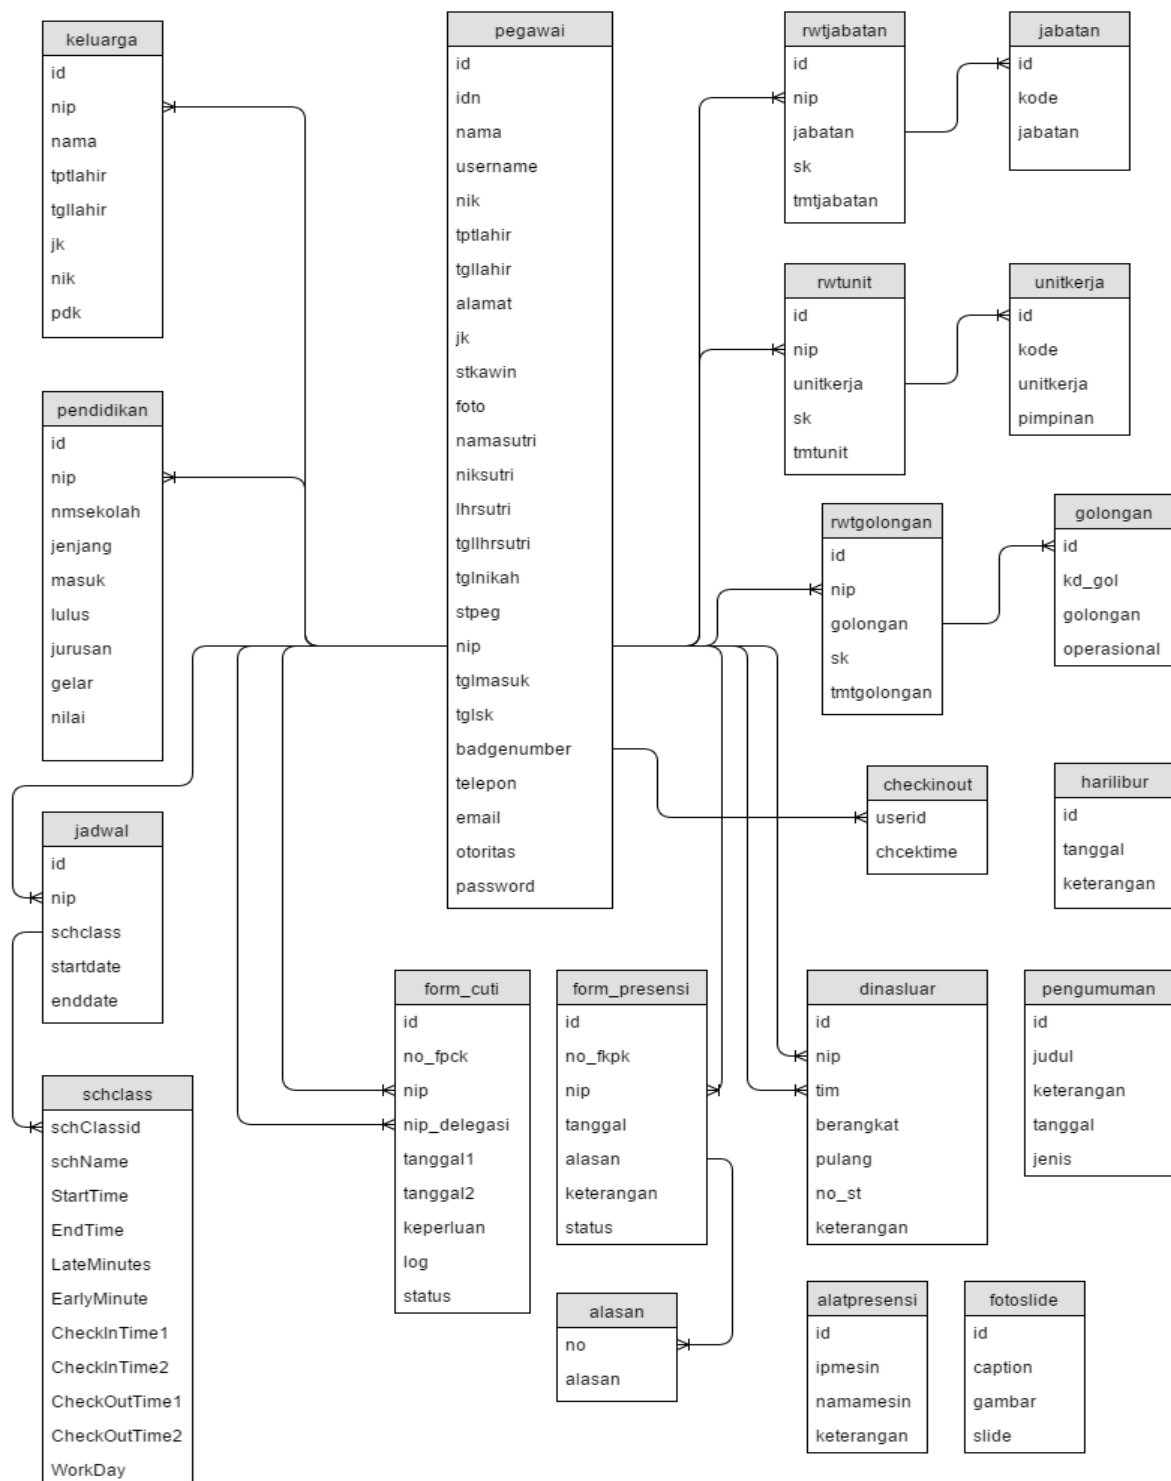 keluarga
id
nip
nama
tptlahir
tgllahir
jk
nik
pdk
pendidikan
id
nip
nmsekolah
jenjang
masuk
lulus
jurusan
gelar
nilai
jadwal
id
nip
schclass
startdate
enddate
schclass
schClassid
schName
StartTime
EndTime
LateMinutes
EarlyMinute
CheckInTime1
CheckInTime2
CheckOutTime1
CheckOutTime2
WorkDay
pegawai
id
idn
nama
username
nik
tptlahir
tgllahir
alamat
jk
stkawin
foto
namasutri
niksutri
lhrsutri
tgllhrsutri
tglnikah
stpeg
nip
tglmasuk
tglsk
badgenumber
telepon
email
otoritas
password
form_cuti
id
no_fpck
nip
nip_delegasi
tanggal1
tanggal2
keperluan
log
status
form_presensi
id
no_fkpk
nip
tanggal
alasan
keterangan
status
alasan
no
alasan
rwtjabatan
id
nip
jabatan
sk
tmtjabatan
jabatan
id
kode
jabatan
rwtunit
id
nip
unitkerja
sk
tmtunit
unitkerja
id
kode
unitkerja
pimpinan
rwtgolongan
id
nip
golongan
sk
tmtgolongan
golongan
id
kd_gol
golongan
operasional
checkinout
userid
chcektime
harilibur
id
tanggal
keterangan
dinasluar
id
nip
tim
berangkat
pulang
no_st
keterangan
pengumuman
id
judul
keterangan
tanggal
jenis
alatpresensi
id
ipmesin
namamesin
keterangan
fotoslide
id
caption
gambar
slide